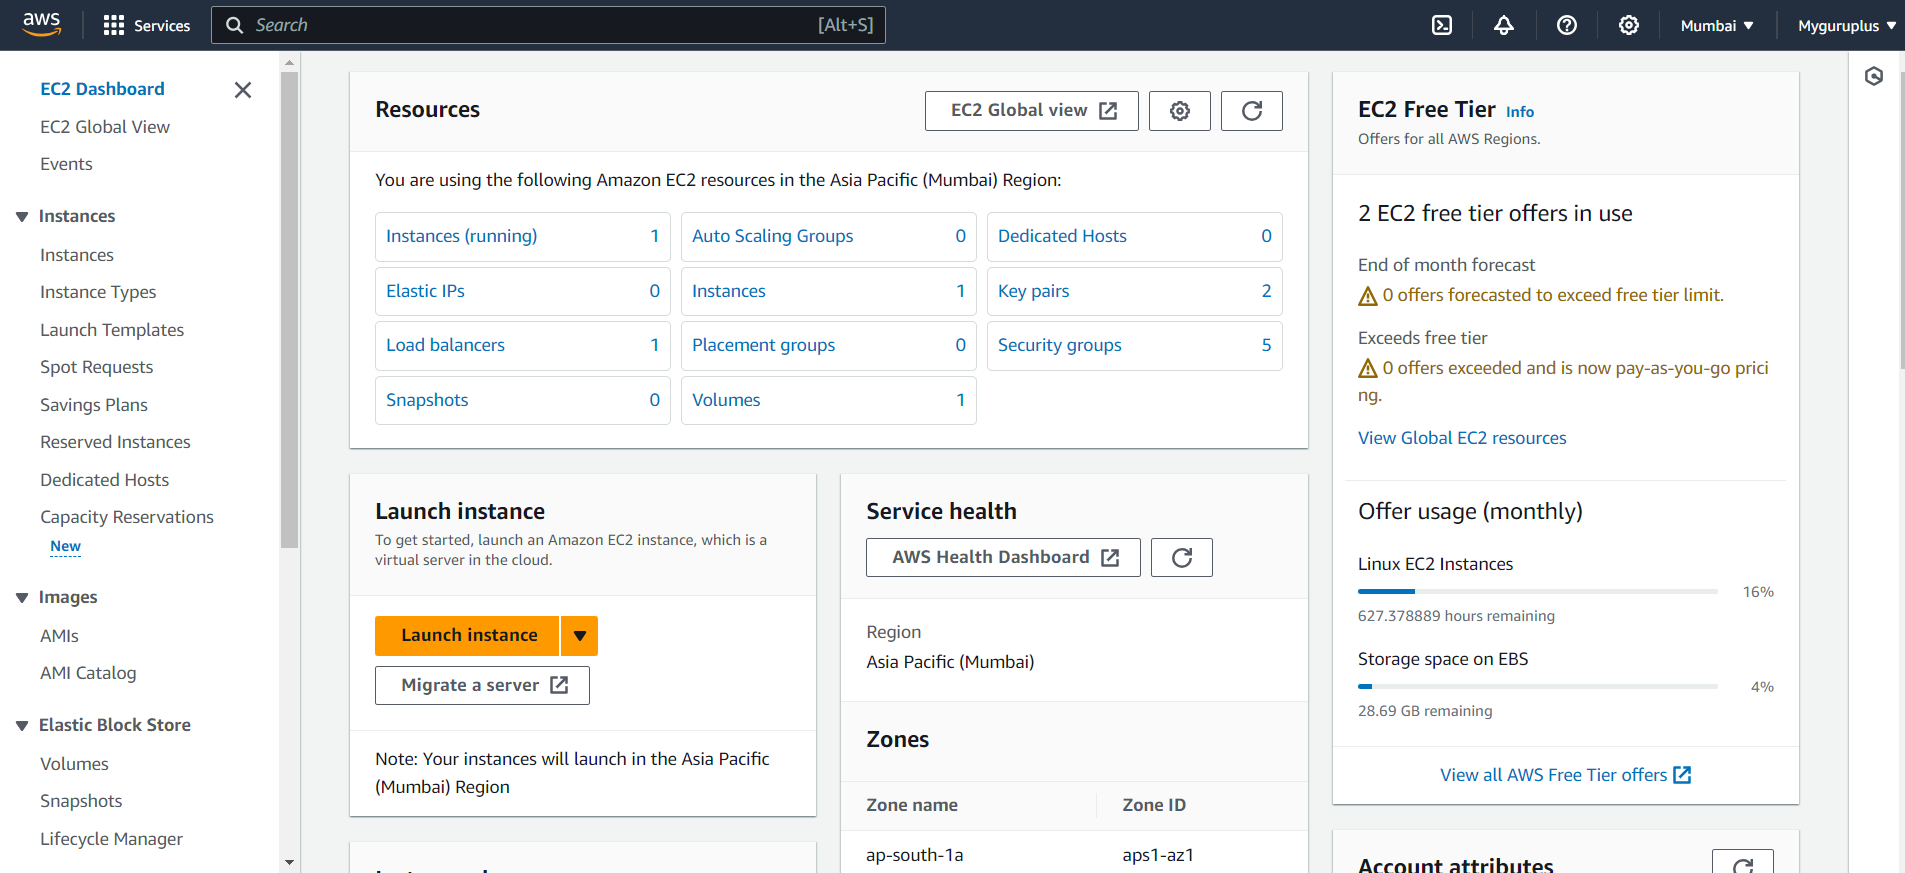 aws
Services
Search [Alt+S]
Mumbai
Myguruplus
EC2 Dashboard
EC2 Global View
Events
Instances
Instances
Instance Types
Launch Templates
Spot Requests
Savings Plans
Reserved Instances
Dedicated Hosts
Capacity Reservations
New
Images
AMIs
AMI Catalog
Elastic Block Store
Volumes
Snapshots
Lifecycle Manager
Resources
EC2 Global view
You are using the following Amazon EC2 resources in the Asia Pacific (Mumbai) Region:
Instances (running) 1
Auto Scaling Groups 0
Dedicated Hosts 0
Elastic IPs 0
Instances 1
Key pairs 2
Load balancers 1
Placement groups 0
Security groups 5
Snapshots 0
Volumes 1
Launch instance
To get started, launch an Amazon EC2 instance, which is a
virtual server in the cloud.
Launch instance
Migrate a server
Note: Your instances will launch in the Asia Pacific
(Mumbai) Region
Service health
AWS Health Dashboard
Region
Asia Pacific (Mumbai)
Zones
Zone name Zone ID
ap-south-1a aps1-az1
EC2 Free Tier Info
Offers for all AWS Regions.
2 EC2 free tier offers in use
End of month forecast
0 offers forecasted to exceed free tier limit.
Exceeds free tier
0 offers exceeded and is now pay-as-you-go prici
ng.
View Global EC2 resources
Offer usage (monthly)
Linux EC2 Instances
16%
627.378889 hours remaining
Storage space on EBS
4%
28.69 GB remaining
View all AWS Free Tier offers
Account attributes